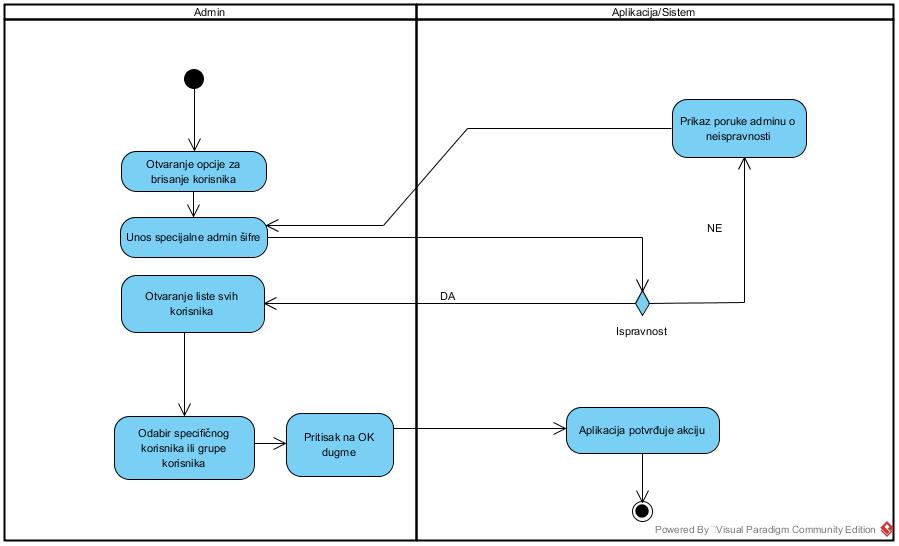 Admin
Aplikacija/Sistem
Prikaz poruke adminu o
neispravnosti
Otvaranje opcije za
brisanje korisnika
Unos specijalne admin šifre
NE
Otvaranje liste svih
korisnika
DA
Ispravnost
Odabir specifičnog
korisnika ili grupe
korisnika
Pritisak na OK
dugme
Aplikacija potvrđuje akciju
Powered By Visual Paradigm Community Edition